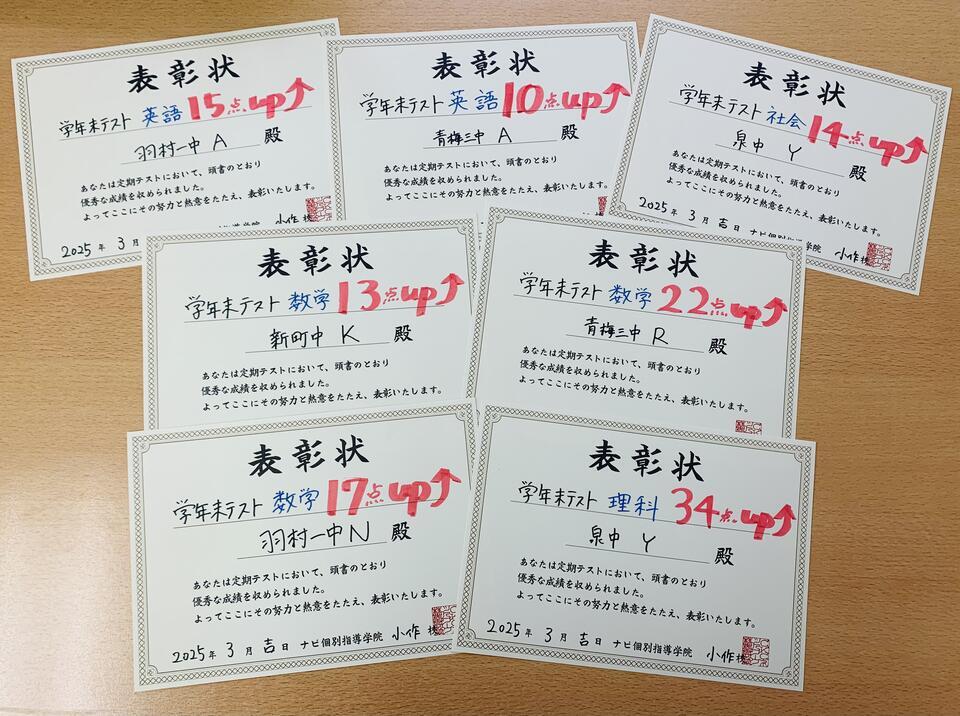 表彰状
学年末テスト 英語 15点up↑
羽村一中 A 殿
あなたは定期テストにおいて、頭書のとおり
優秀な成績を収められました。
よってここにその努力と熱意をたたえ、表彰いたします。
2025年 3月
指導学院 小作
表彰状
学年末テスト 英語 10点up↑
青梅三中 A 殿
あなたは定期テストにおいて、頭書のとおり
優秀な成績を収められました。
よってここにその努力と熱意をたたえ、表彰いたします。
表彰状
学年末テスト 社会 14点up↑
泉中 Y 殿
あなたは定期テストにおいて、頭書のとおり
優秀な成績を収められました。
よってここにその努力と熱意をたたえ、表彰いたします。
2025年 3月 吉日 ナビ個別指導学院 小作
表彰状
学年末テスト 数学 13点up↑
新町中 K 殿
あなたは定期テストにおいて、頭書のとおり
優秀な成績を収められました。
よってここにその努力と熱意をたたえ、表彰いたします。
表彰状
学年末テスト 数学 22点up↑
青梅三中 R 殿
あなたは定期テストにおいて、頭書のとおり
優秀な成績を収められました。
よってここにその努力と熱意をたたえ、表彰いたします。
表彰状
学年末テスト 数学 17点up↑
羽村一中 N 殿
あなたは定期テストにおいて、頭書のとおり
優秀な成績を収められました。
よってここにその努力と熱意をたたえ、表彰いたします。
2025年 3月 吉日 ナビ個別指導学院 小作
表彰状
学年末テスト 理科 34点up↑
泉中 Y 殿
あなたは定期テストにおいて、頭書のとおり
優秀な成績を収められました。
よってここにその努力と熱意をたたえ、表彰いたします。
2025年 3月 吉日 ナビ個別指導学院 小作